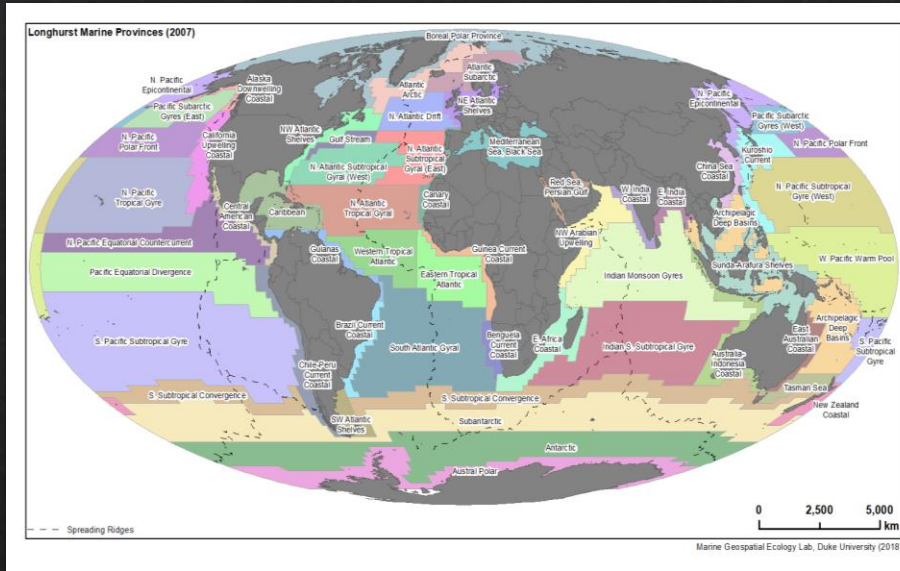 Longhurst Marine Provinces (2007)
Boreal Polar Province
N. Pacific
Epicontinental
Alaska
Downwelling
Coastal
Pacific Subarctic
Gyres (East)
N. Pacific
Polar Front
California
Upwelling
Coastal
N. Pacific
Tropical Gyre
Central
American
Coastal
N. Pacific Equatorial Countercurrent
Pacific Equatorial Divergence
S. Pacific Subtropical Gyre
Chile-Peru
Current
Coastal
S. Subtropical Convergence
SW Atlantic
Shelves
Atlantic
Arctic
Atlantic
Subarctic
N. Atlantic Drift
NE Atlantic
Shelves
NW Atlantic
Shelves
Gulf Stream
N. Atlantic Subtropical
Gyral (West)
N. Atlantic
Subtropical
Gyral (East)
Mediterranean
Sea, Black Sea
Caribbean
N. Atlantic
Tropical Gyral
Canary
Coastal
Guianas
Coastal
Western Tropical
Atlantic
Eastern Tropical
Atlantic
Guinea Current
Coastal
Brazil Current
Coastal
South Atlantic Gyral
Benguela
Current
Coastal
E. Africa
Coastal
Red Sea,
Persian Gulf
NW Arabian
Upwelling
W. India
Coastal
E. India
Coastal
Indian Monsoon Gyres
Indian S. Subtropical Gyre
Australia-
Indonesia
Coastal
N. Pacific
Epicontinental
Pacific Subarctic
Gyres (West)
N. Pacific Polar Front
Kuroshio
Current
China Sea
Coastal
N. Pacific Subtropical
Gyre (West)
Archipelagic
Deep Basins
Sunda-Arafura Shelves
W. Pacific Warm Pool
Archipelagic
Deep
Basins
East
Australian
Coastal
S. Pacific
Subtropical
Gyre
Tasman Sea
New Zealand
Coastal
S. Subtropical Convergence
Subantarctic
Antarctic
Austral Polar
Spreading Ridges
0 2,500 5,000
km
Marine Geospatial Ecology Lab, Duke University (2018